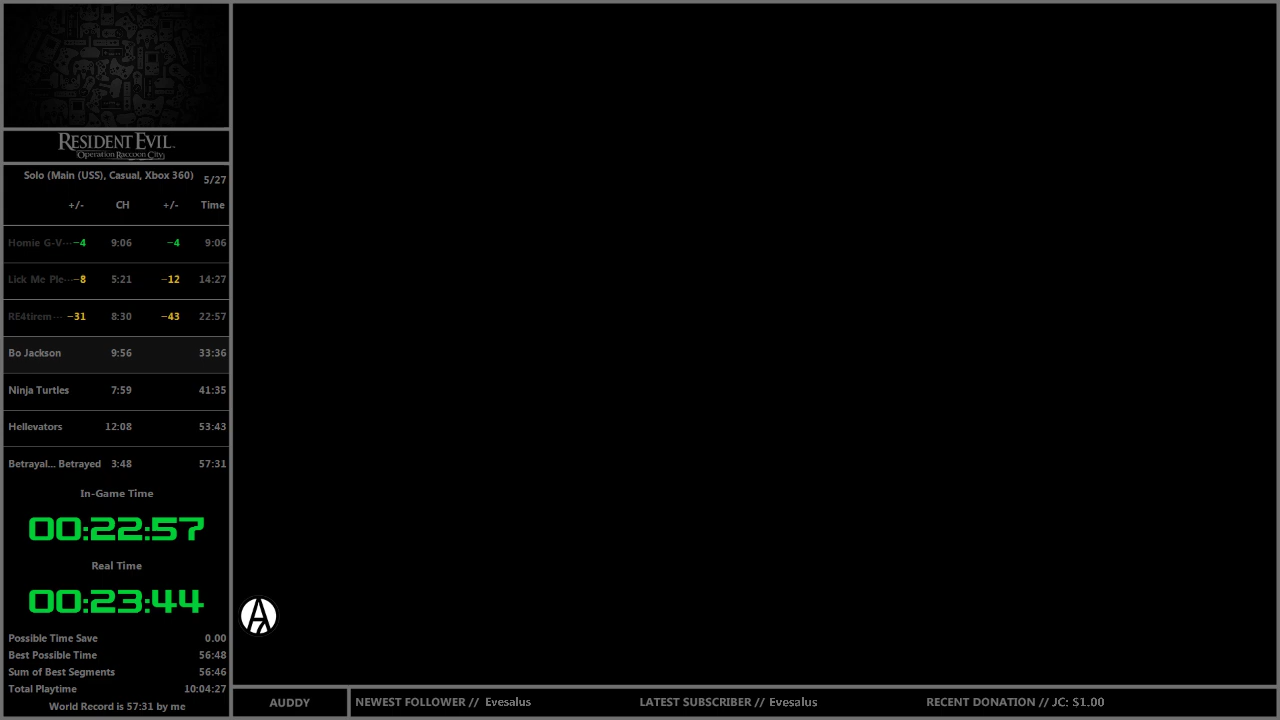 RESIDENT EVIL
Operation Raccoon City
Solo (Main (USS), Casual, Xbox 360) 5/27
+/- CH +/- Time
Homie G-V... −4 9:06 −4 9:06
Lick Me Ple... −8 5:21 −12 14:27
RE4tirem... −31 8:30 −43 22:57
Bo Jackson 9:56 33:36
Ninja Turtles 7:59 41:35
Hellevators 12:08 53:43
Betrayal... Betrayed 3:48 57:31
In-Game Time
00:22:57
Real Time
00:23:44
Possible Time Save 0.00
Best Possible Time 56:48
Sum of Best Segments 56:46
Total Playtime 10:04:27
World Record is 57:31 by me
AUDDY NEWEST FOLLOWER // Evesalus LATEST SUBSCRIBER // Evesalus RECENT DONATION // JC: $1.00